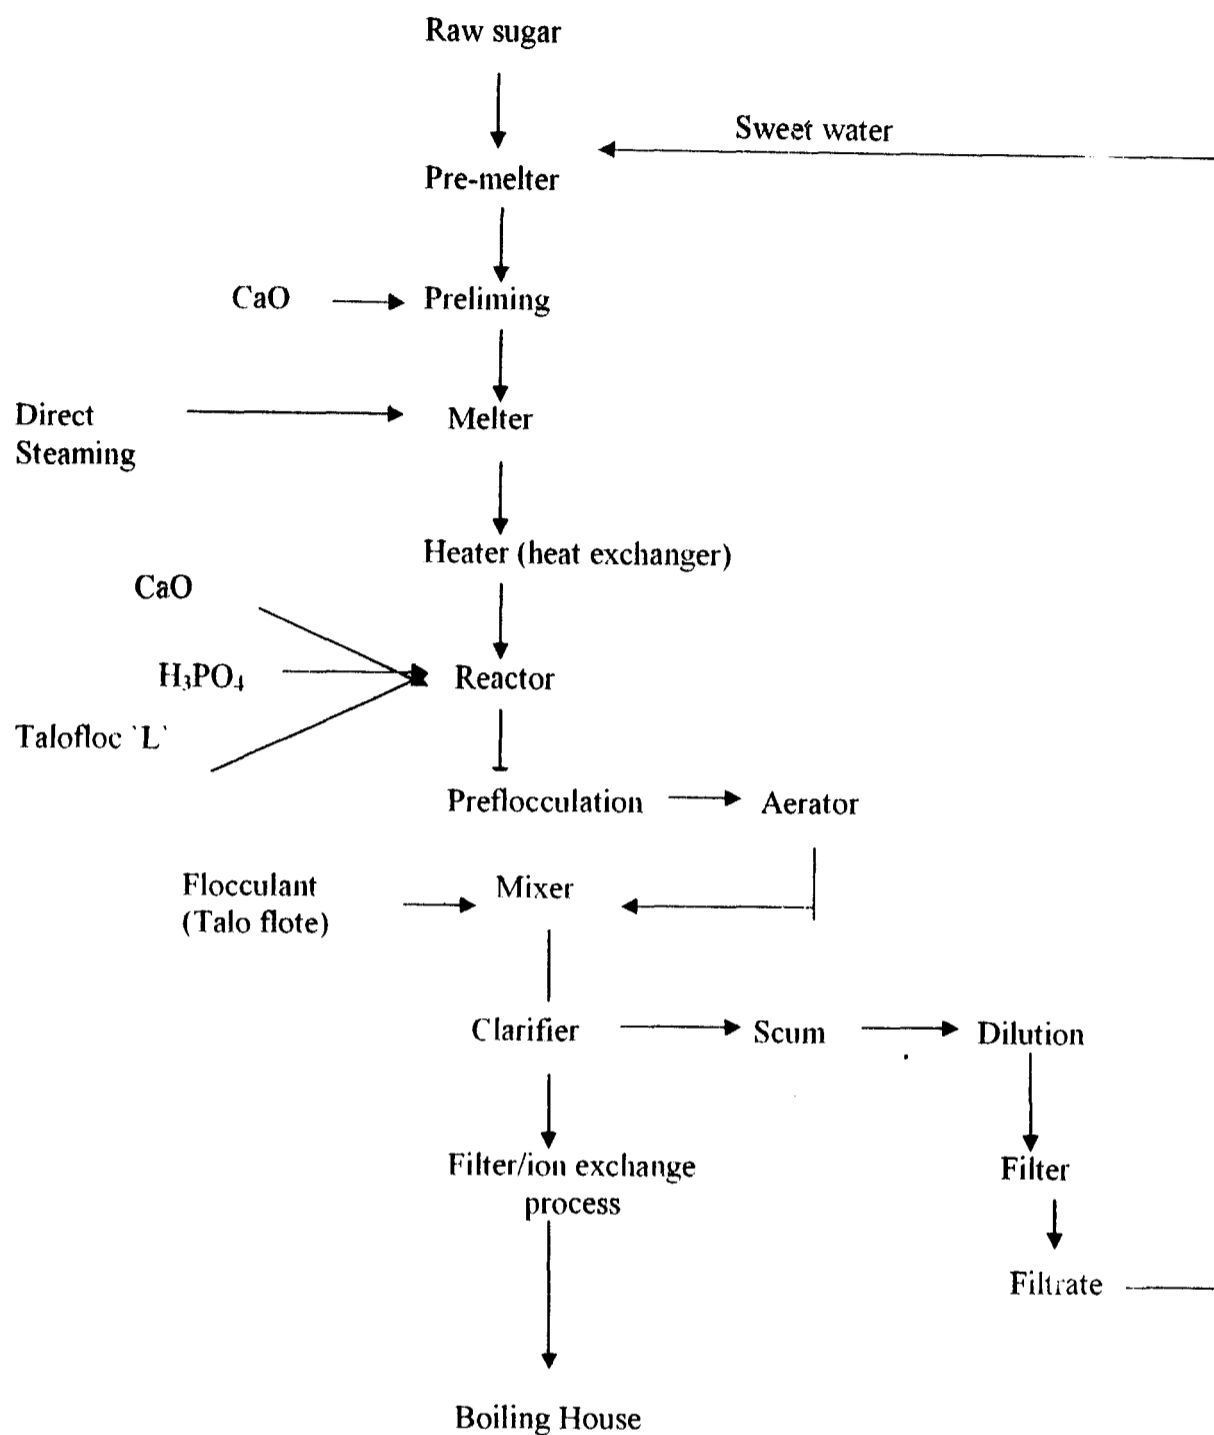 Raw sugar
Sweet water
Pre-melter
CaO
Preliming
Direct
Steaming
Melter
Heater (heat exchanger)
CaO
H₃PO₄
Reactor
Talofloc `L`
Preflocculation
Aerator
Flocculant
(Talo flote)
Mixer
Clarifier
Scum
Dilution
Filter/ion exchange
process
Filter
Filtrate
Boiling House